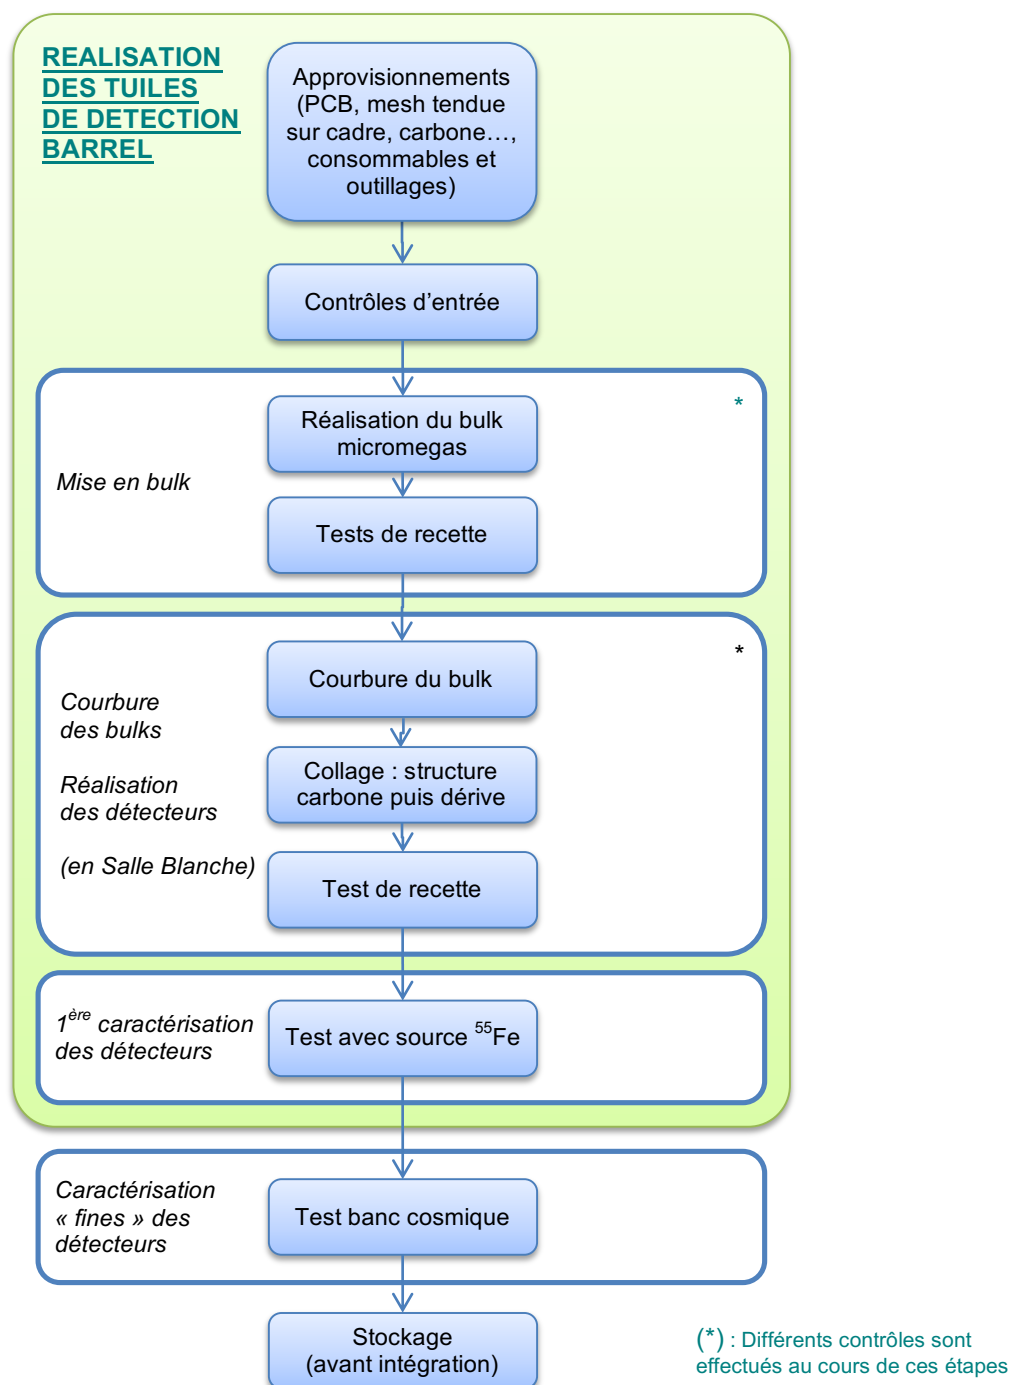 REALISATION
DES TUILES
DE DETECTION
BARREL
Approvisionnements
(PCB, mesh tendue
sur cadre, carbone…,
consommables et
outillages)
Contrôles d’entrée
*
Mise en bulk
Réalisation du bulk
micromegas
Tests de recette
*
Courbure
des bulks
Réalisation
des détecteurs
(en Salle Blanche)
Courbure du bulk
Collage : structure
carbone puis dérive
Test de recette
1ère caractérisation
des détecteurs
Test avec source 55Fe
Caractérisation
« fines » des
détecteurs
Test banc cosmique
Stockage
(avant intégration)
(*) : Différents contrôles sont
effectués au cours de ces étapes